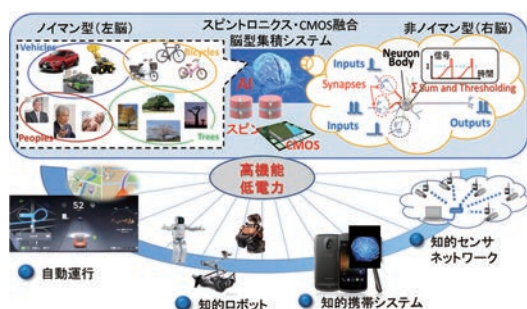 ノイマン型(左脳)
スピントロニクス・CMOS融合
脳型集積システム
非ノイマン型(右脳)
Vehicles
Bicycles
Peoples
Trees
AI
スピン
CMOS
Inputs
Synapses
Inputs
Neuron
Body
信号
時間
Sum and Thresholding
Outputs
高機能
低電力
52
自動運行
知的ロボット
知的携帯システム
知的センサ
ネットワーク